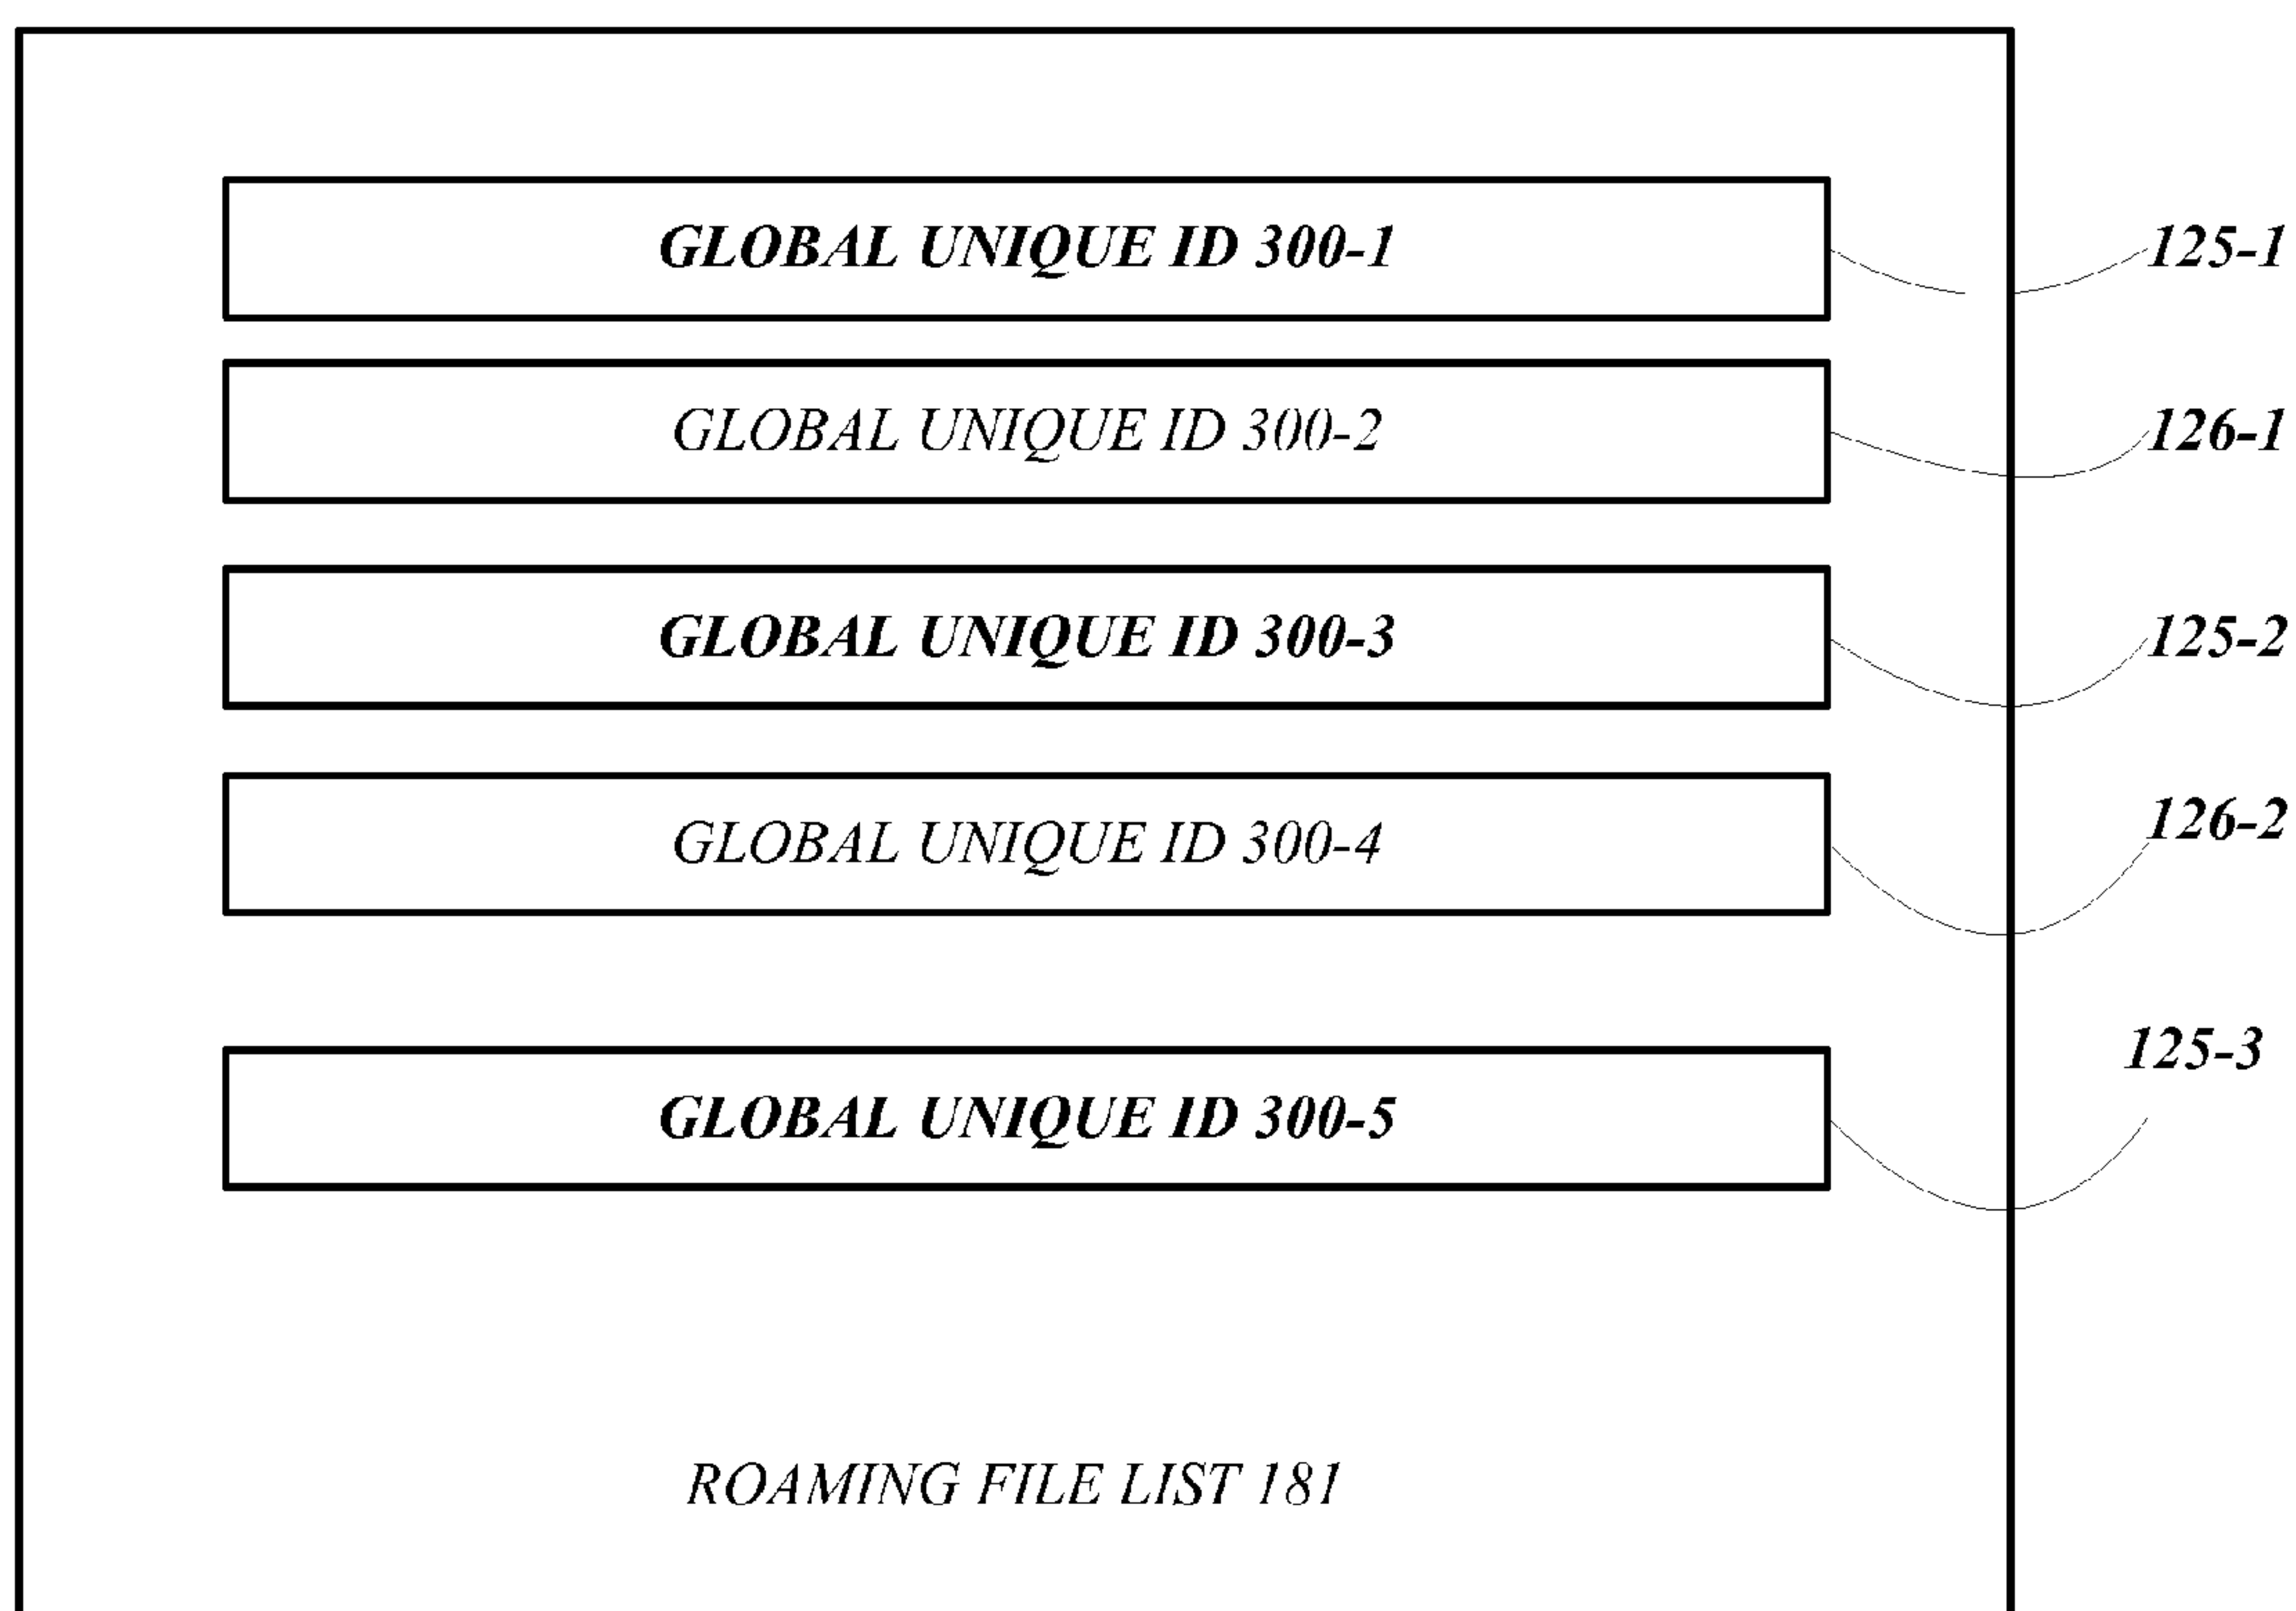 GLOBAL UNIQUE ID 300-1 125-1
GLOBAL UNIQUE ID 300-2 126-1
GLOBAL UNIQUE ID 300-3 125-2
GLOBAL UNIQUE ID 300-4 126-2
125-3
GLOBAL UNIQUE ID 300-5
ROAMING FILE LIST 181